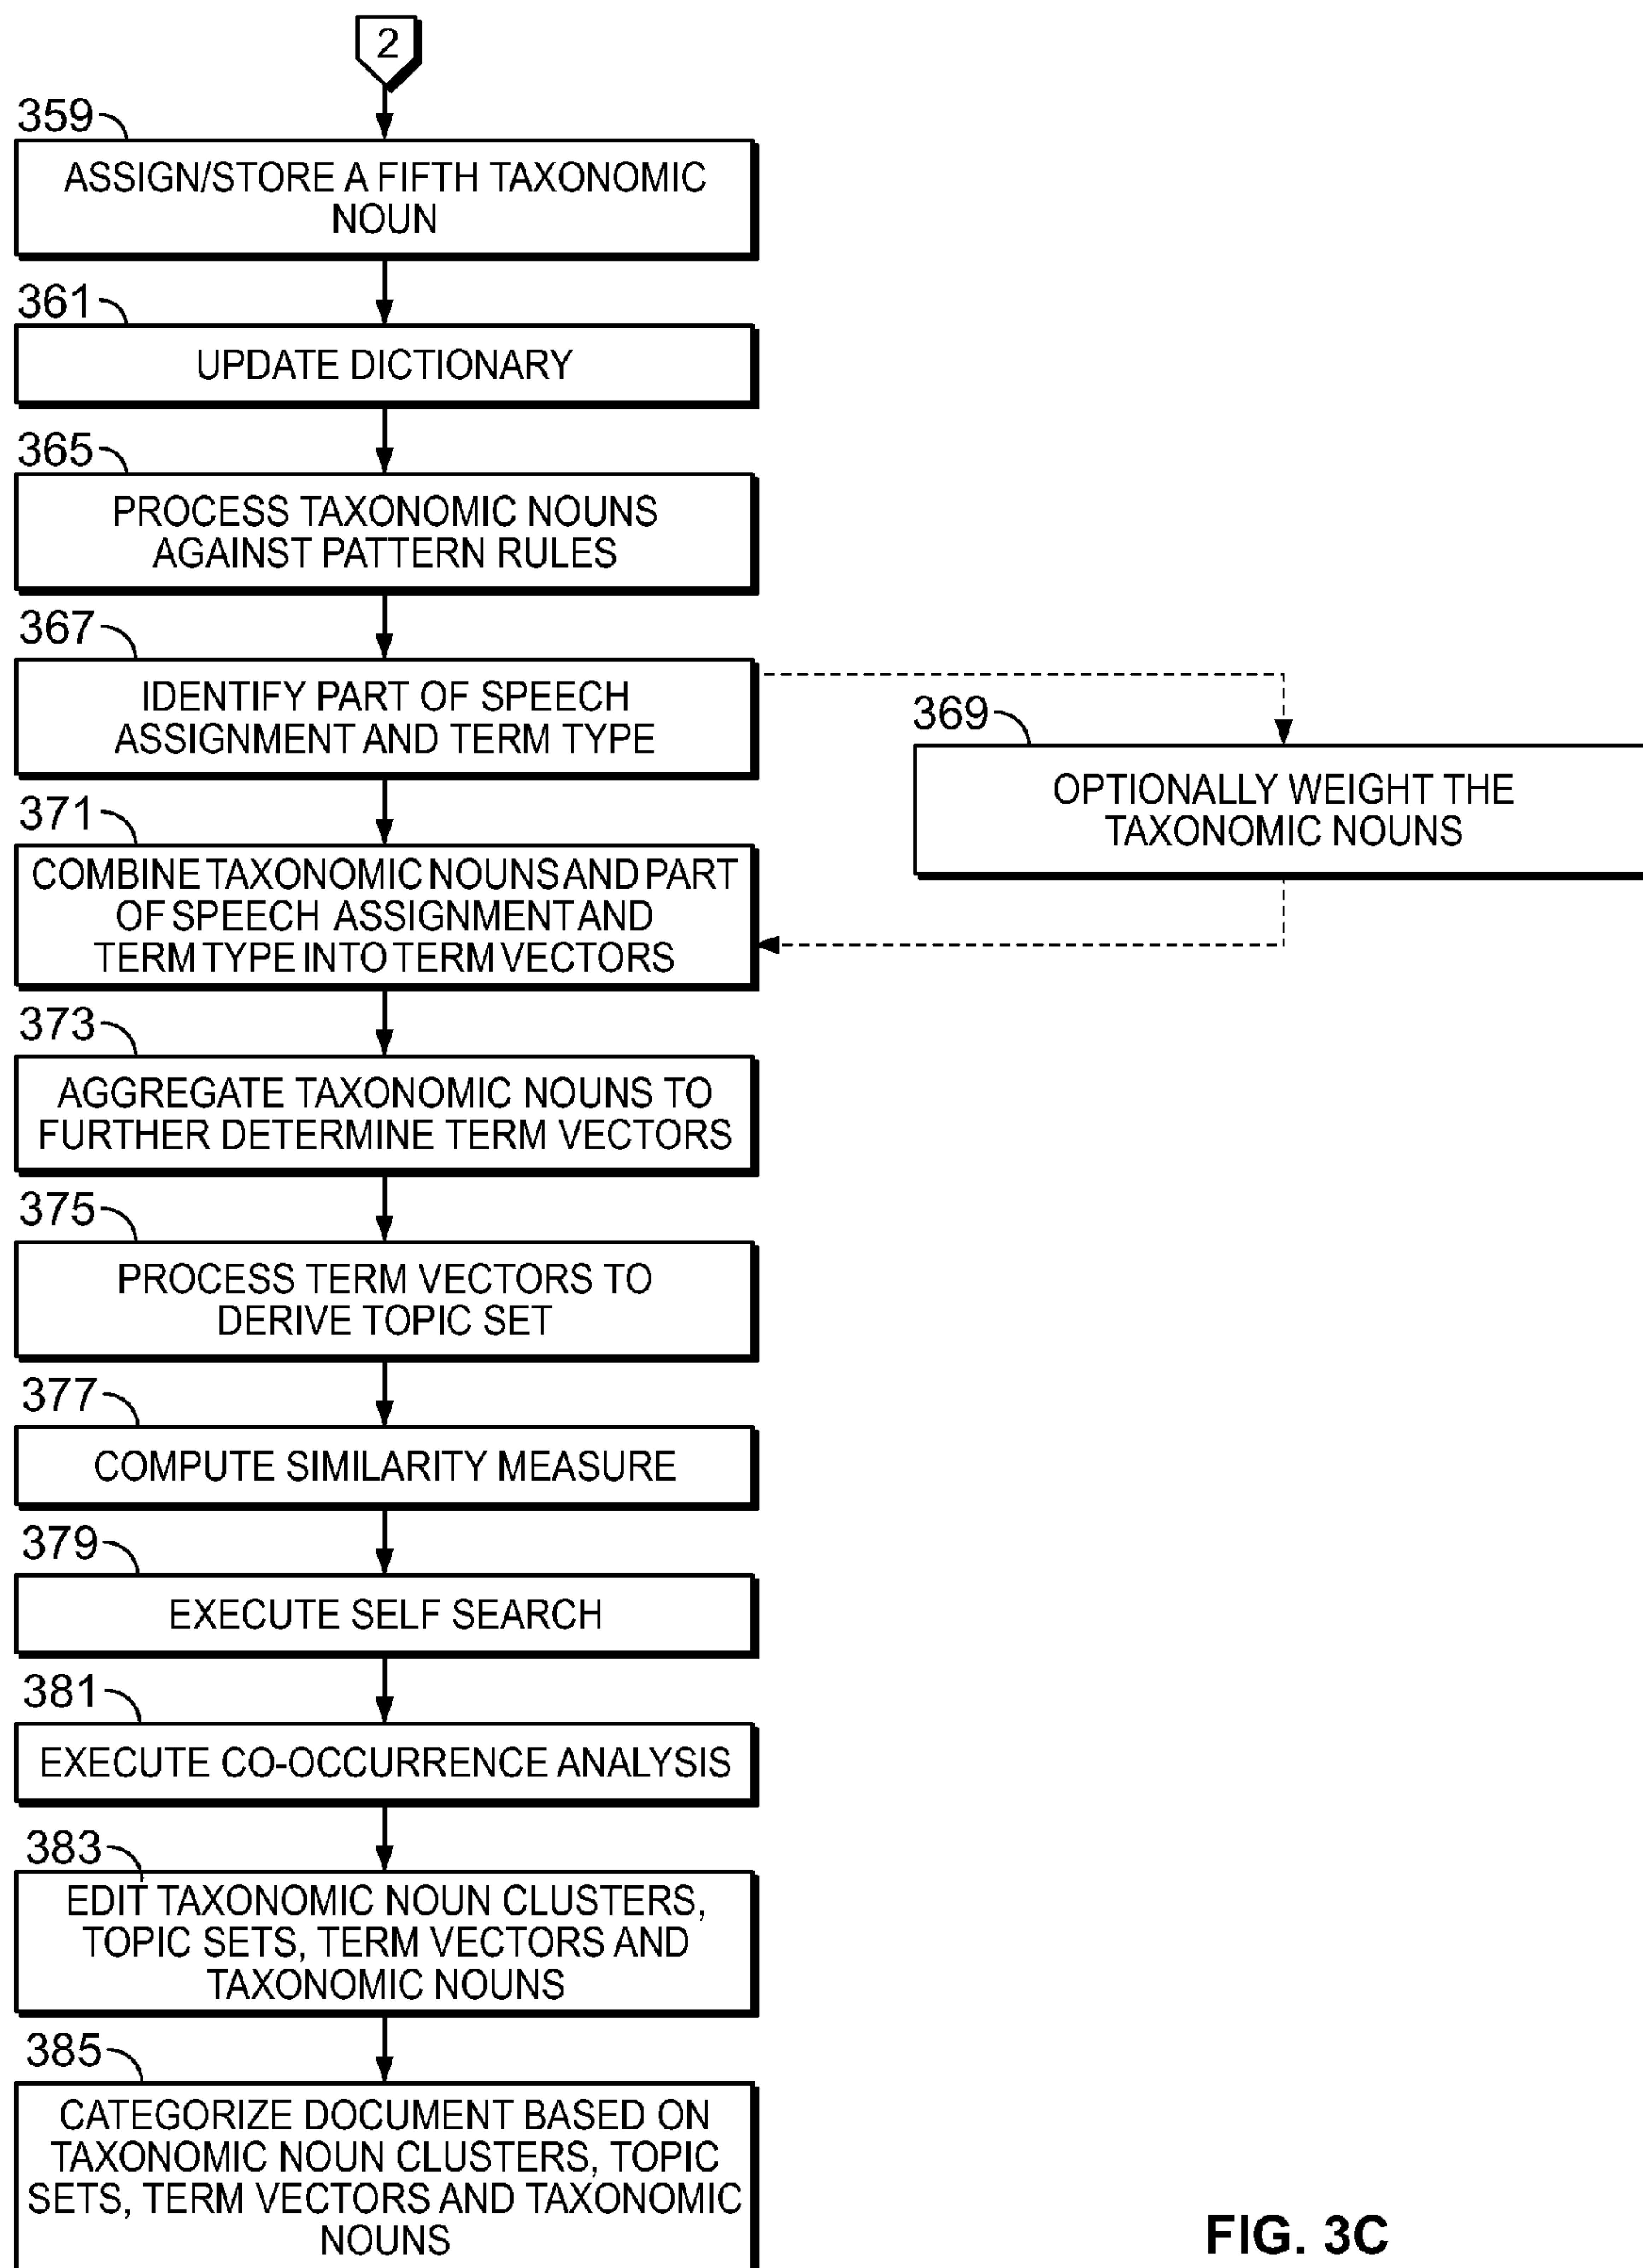 2
359
ASSIGN/STORE A FIFTH TAXONOMIC
NOUN
361
UPDATE DICTIONARY
365
PROCESS TAXONOMIC NOUNS
AGAINST PATTERN RULES
367
IDENTIFY PART OF SPEECH
ASSIGNMENT AND TERM TYPE
369
OPTIONALLY WEIGHT THE
TAXONOMIC NOUNS
371
COMBINE TAXONOMIC NOUNS AND PART
OF SPEECH ASSIGNMENT AND
TERM TYPE INTO TERM VECTORS
373
AGGREGATE TAXONOMIC NOUNS TO
FURTHER DETERMINE TERM VECTORS
375
PROCESS TERM VECTORS TO
DERIVE TOPIC SET
377
COMPUTE SIMILARITY MEASURE
379
EXECUTE SELF SEARCH
381
EXECUTE CO-OCCURRENCE ANALYSIS
383
EDIT TAXONOMIC NOUN CLUSTERS,
TOPIC SETS, TERM VECTORS AND
TAXONOMIC NOUNS
385
CATEGORIZE DOCUMENT BASED ON
TAXONOMIC NOUN CLUSTERS, TOPIC
SETS, TERM VECTORS AND TAXONOMIC
NOUNS
FIG. 3C